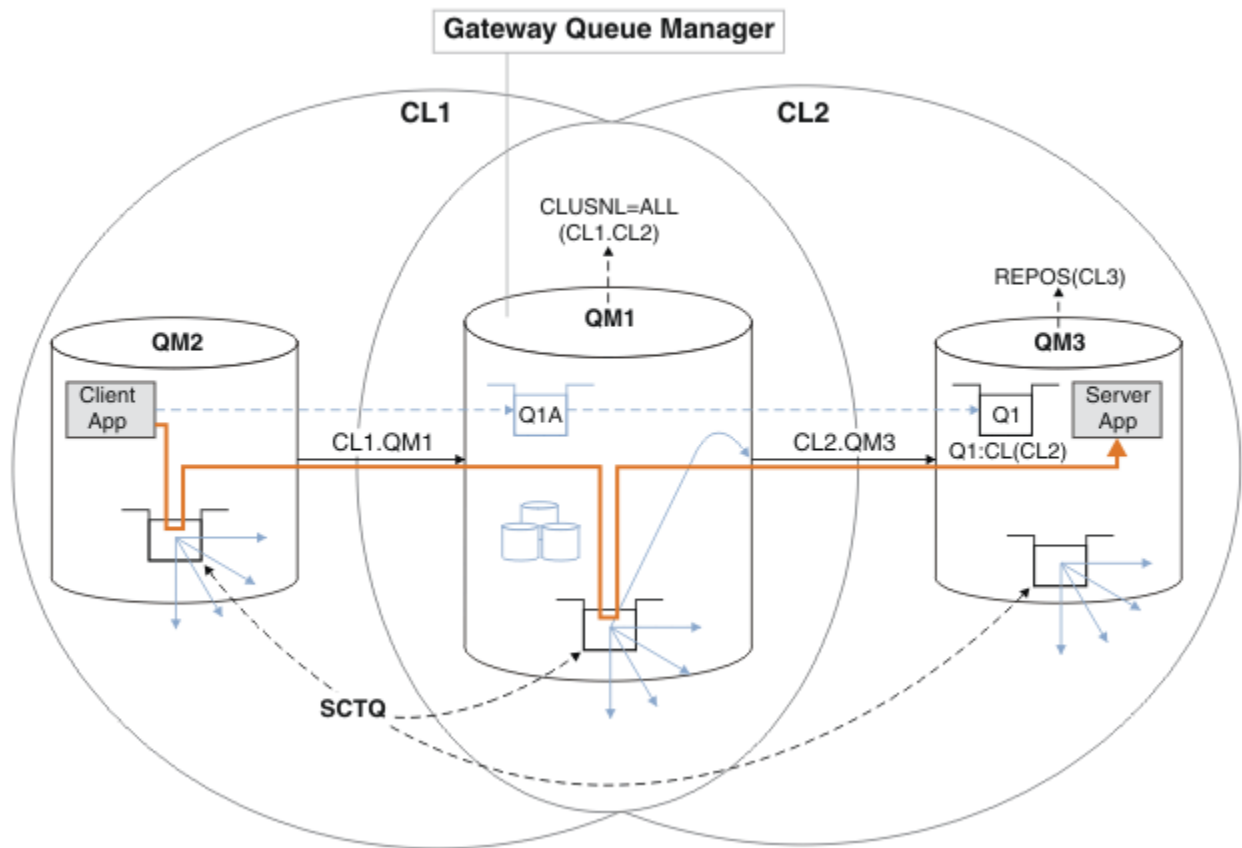 Gateway Queue Manager
CL1
CL2
CLUSNL=ALL
(CL1.CL2)
REPOS(CL3)
QM2
QM1
QM3
Client
App
Q1A
Q1
Server
App
CL1.QM1
CL2.QM3
Q1:CL(CL2)
SCTQ